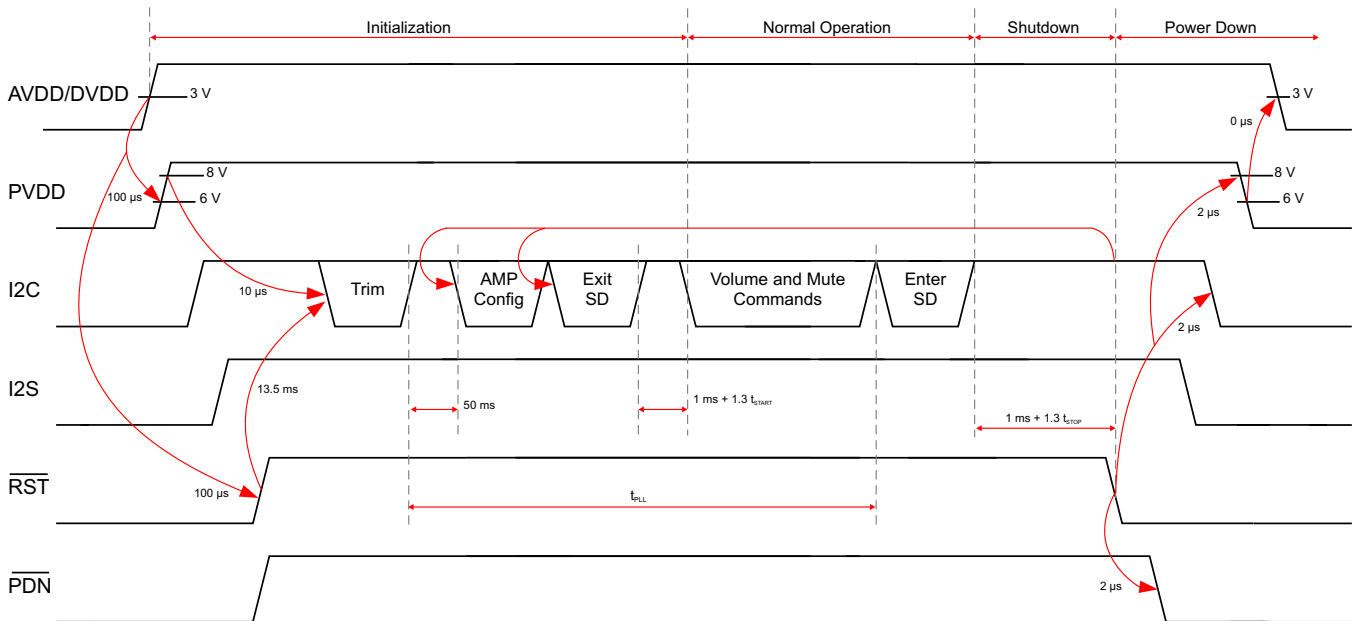 Initialization
Normal Operation
Shutdown
Power Down
AVDD/DVDD
3 V
3 V
0 µs
PVDD
8 V
100 µs
6 V
8 V
2 µs
6 V
I2C
10 µs
Trim
AMP
Config
Exit
SD
Volume and Mute
Commands
Enter
SD
2 µs
I2S
13.5 ms
50 ms
1 ms + 1.3 tSTART
1 ms + 1.3 tSTOP
RST
100 µs
tPLL
PDN
2 µs